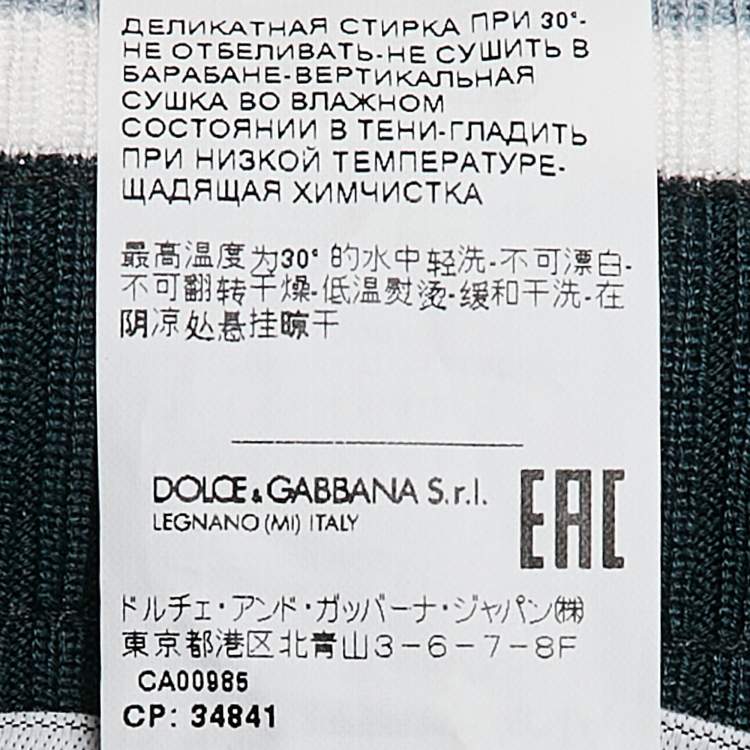 ДЕЛИКАТНАЯ СТИРКА ПРИ 30°-
НЕ ОТБЕЛИВАТЬ-НЕ СУШИТЬ В
БАРАБАНЕ-ВЕРТИКАЛЬНАЯ
СУШКА ВО ВЛАЖНОМ
СОСТОЯНИИ В ТЕНИ-ГЛАДИТЬ
ПРИ НИЗКОЙ ТЕМПЕРАТУРЕ-
ЩАДЯЩАЯ ХИМЧИСТКА
最高温度为30° 的水中轻洗-不可漂白-
不可翻转干燥-低温熨烫-缓和干洗-在
阴凉处悬挂晾干
DOLCE & GABBANA S.r.l.
LEGNANO (MI) ITALY
EAC
ドルチェ・アンド・ガッバーナ・ジャパン㈱
東京都港区北青山3-6-7-8F
CA00985
CP: 34841